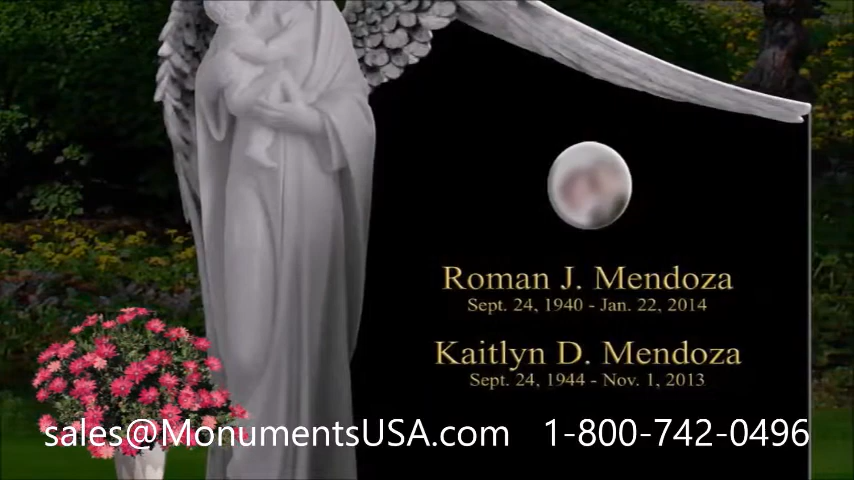 Roman J. Mendoza
Sept. 24, 1940 - Jan. 22, 2014
Kaitlyn D. Mendoza
Sept. 24, 1944 - Nov. 1, 2013
sales@MonumentsUSA.com 1-800-742-0496